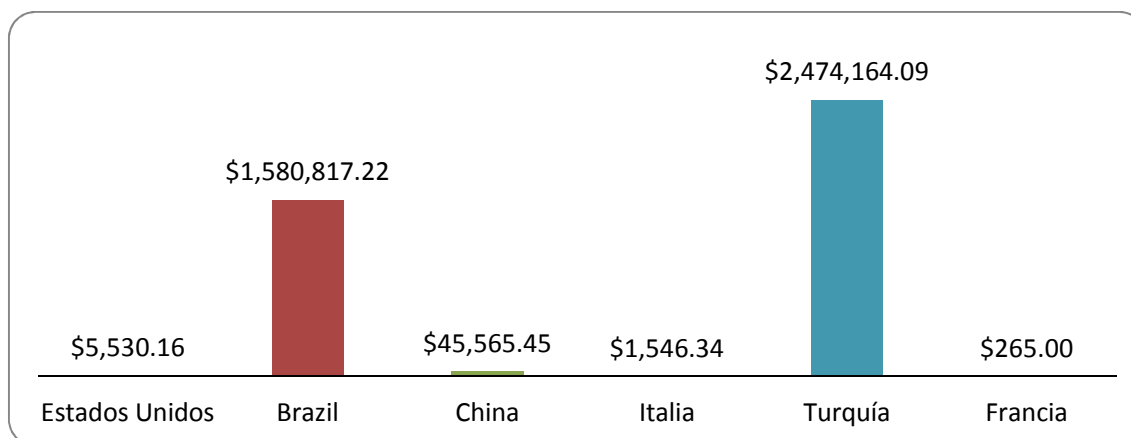 $2,474,164.09
$1,580,817.22
$5,530.16
$45,565.45
$1,546.34
$265.00
Estados Unidos
Brazil
China
Italia
Turquía
Francia